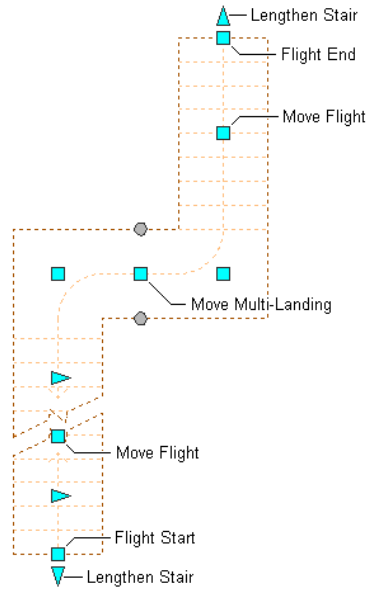 Lengthen Stair
Flight End
Move Flight
Move Multi-Landing
Move Flight
Flight Start
Lengthen Stair